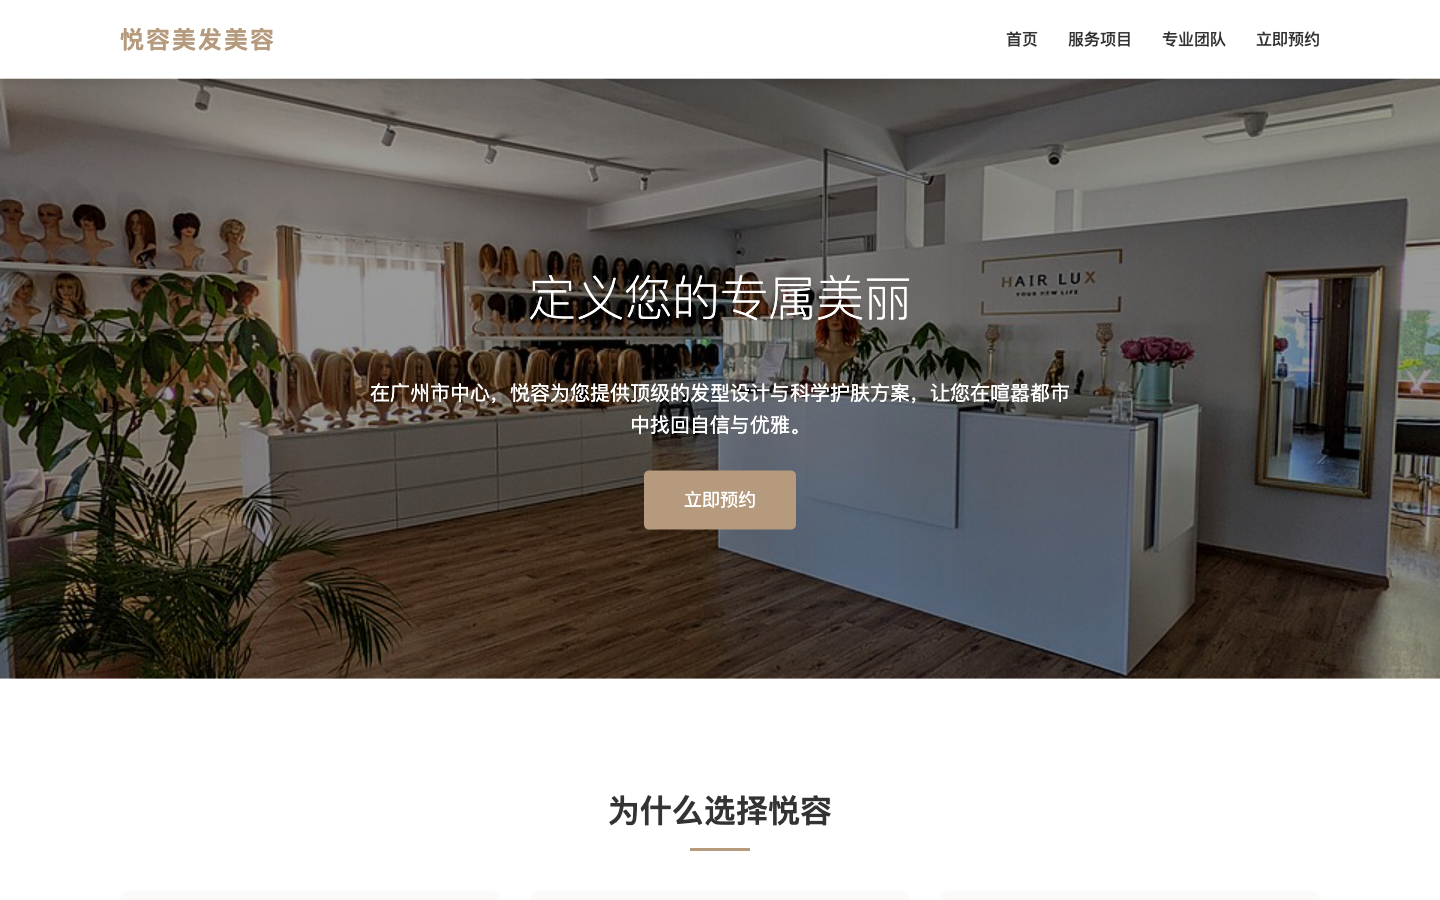 悦容美发美容
首页 服务项目 专业团队 立即预约
HAIR LUX
YOUR NEW LIFE
定义您的专属美丽
在广州市中心，悦容为您提供顶级的发型设计与科学护肤方案，让您在喧嚣都市
中找回自信与优雅。
立即预约
为什么选择悦容